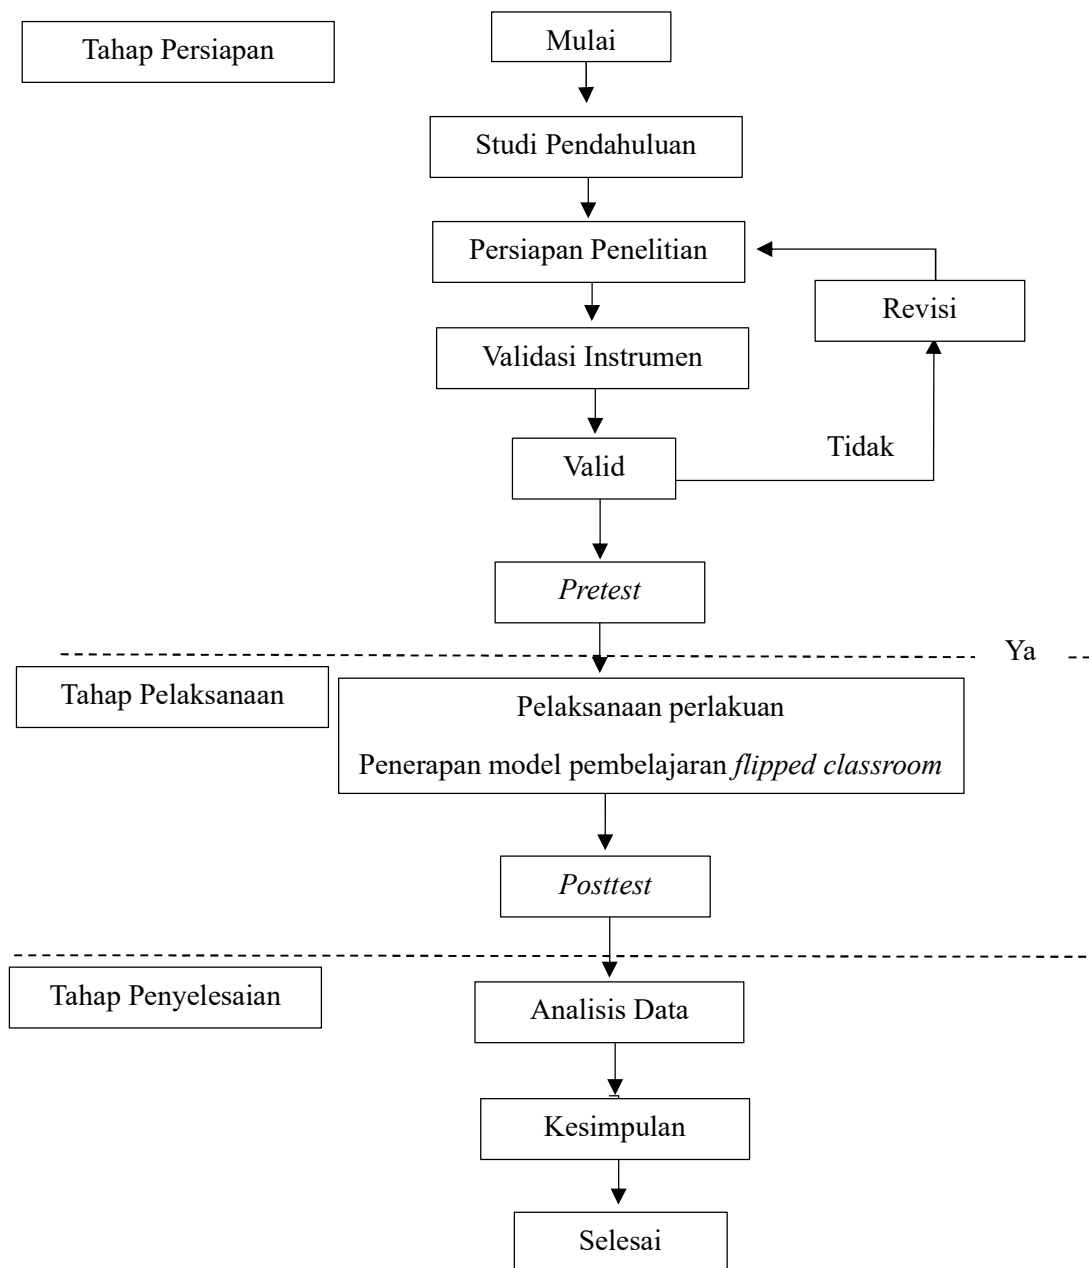 Tahap Persiapan
Mulai
Studi Pendahuluan
Persiapan Penelitian
Revisi
Validasi Instrumen
Tidak
Valid
Pretest
Ya
Tahap Pelaksanaan
Pelaksanaan perlakuan
Penerapan model pembelajaran flipped classroom
Posttest
Tahap Penyelesaian
Analisis Data
Kesimpulan
Selesai